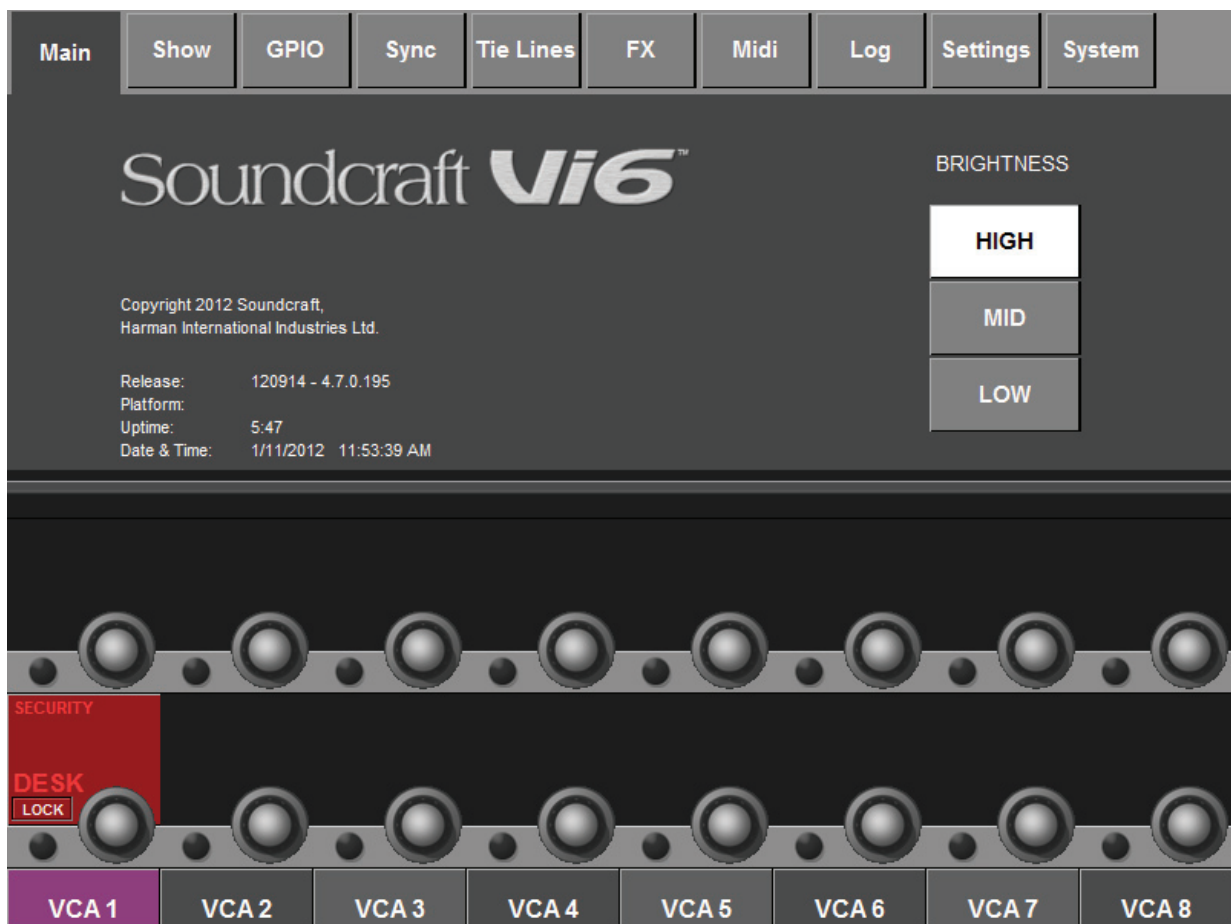 Main Show GPIO Sync Tie Lines FX Midi Log Settings System
Soundcraft Vi6™
BRIGHTNESS
HIGH
MID
LOW
Copyright 2012 Soundcraft,
Harman International Industries Ltd.
Release: 120914 - 4.7.0.195
Platform:
Uptime: 5:47
Date & Time: 1/11/2012 11:53:39 AM
SECURITY
DESK
LOCK
VCA 1 VCA 2 VCA 3 VCA 4 VCA 5 VCA 6 VCA 7 VCA 8